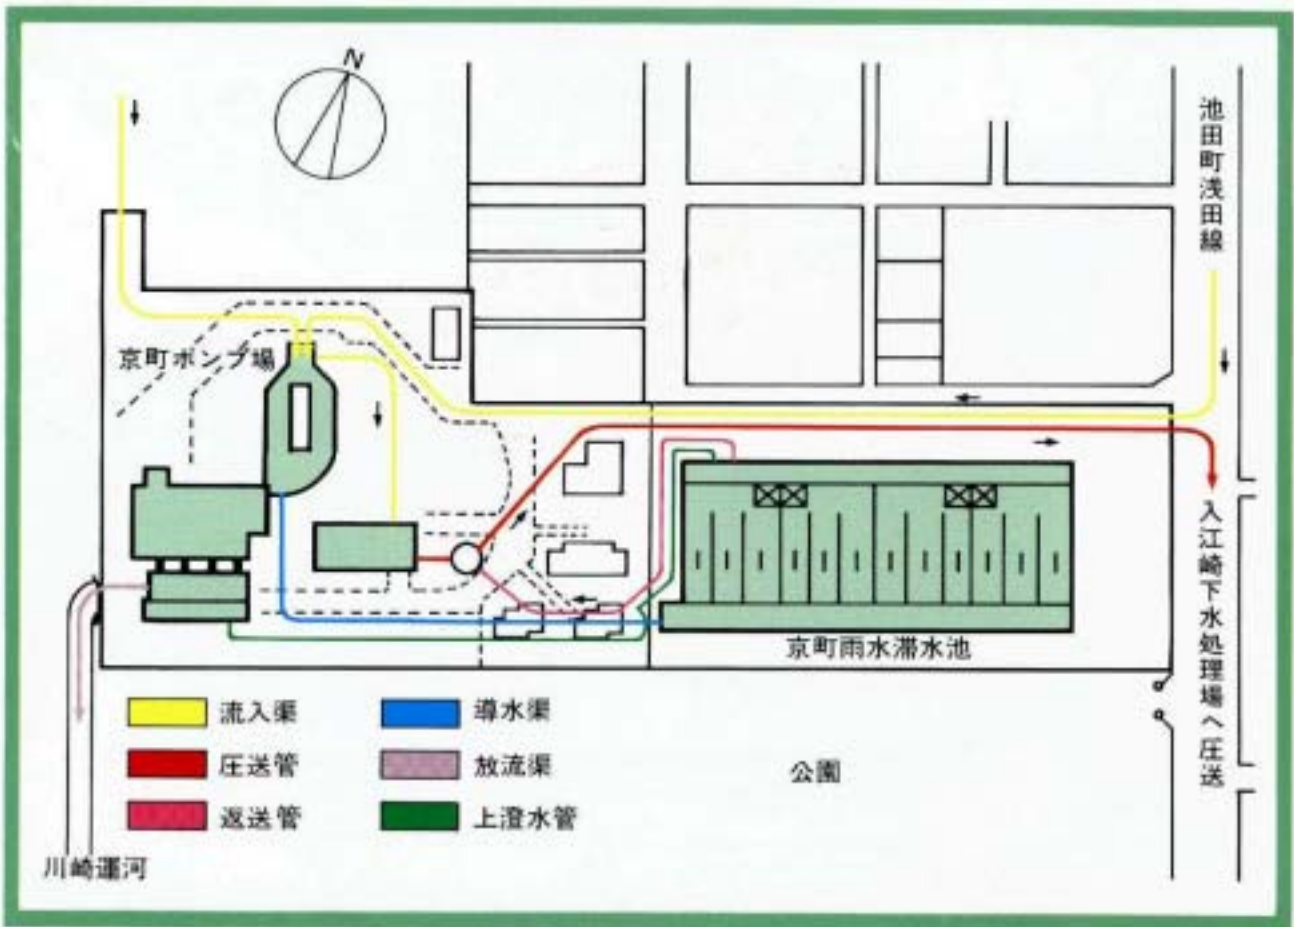 N
池田町浅田線
京町ポンプ場
入江崎下水処理場へ圧送
京町雨水滞水池
流入渠
導水渠
圧送管
放流渠
公園
返送管
上澄水管
川崎運河